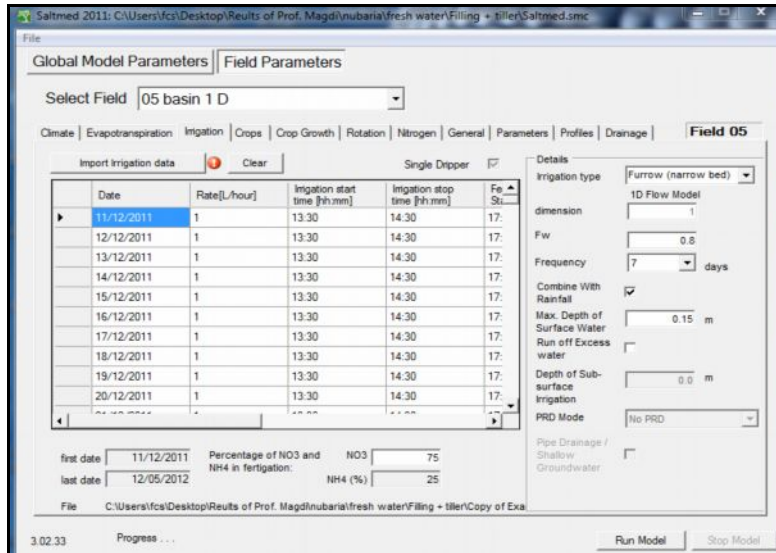 Saltmed 2011: C:\Users\fcs\Desktop\Reults of Prof. Magdi\nubaria\fresh water\Filling + tiller\Saltmed.smc
File
Global Model Parameters Field Parameters
Select Field 05 basin 1 D
Climate Evapotranspiration Irrigation Crops Crop Growth Rotation Nitrogen General Parameters Profiles Drainage Field 05
Import Irrigation data Clear Single Dripper
Date Rate[L/hour] Irrigation start time [hh:mm] Irrigation stop time [hh:mm]
11/12/2011 1 13:30 14:30 17:
12/12/2011 1 13:30 14:30 17:
13/12/2011 1 13:30 14:30 17:
14/12/2011 1 13:30 14:30 17:
15/12/2011 1 13:30 14:30 17:
16/12/2011 1 13:30 14:30 17:
17/12/2011 1 13:30 14:30 17:
18/12/2011 1 13:30 14:30 17:
19/12/2011 1 13:30 14:30 17:
20/12/2011 1 13:30 14:30 17:
first date 11/12/2011
last date 12/05/2012
Percentage of NO3 and
NH4 in fertigation:
NO3 75
NH4 (%) 25
File C:\Users\fcs\Desktop\Reults of Prof. Magdi\nubaria\fresh water\Filling + tiller\Copy of Exa
Details
Irrigation type Furrow (narrow bed)
1D Flow Model
dimension 1
Fw 0.8
Frequency 7 days
Combine With
Rainfall
Max. Depth of
Surface Water 0.15 m
Run off Excess
water
Depth of Sub-
surface
Irrigation 0.0 m
PRD Mode No PRD
Pipe Drainage /
Shallow
Groundwater
3.02.33 Progress . . . Run Model Stop Model